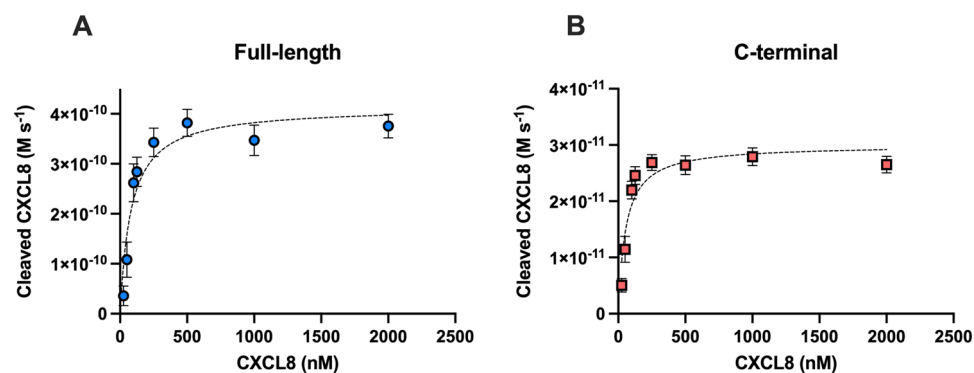 A
Full-length
Cleaved CXCL8 (M s⁻¹)
4×10⁻¹⁰
3×10⁻¹⁰
2×10⁻¹⁰
1×10⁻¹⁰
0
0 500 1000 1500 2000 2500
CXCL8 (nM)
B
C-terminal
Cleaved CXCL8 (M s⁻¹)
4×10⁻¹¹
3×10⁻¹¹
2×10⁻¹¹
1×10⁻¹¹
0
0 500 1000 1500 2000 2500
CXCL8 (nM)